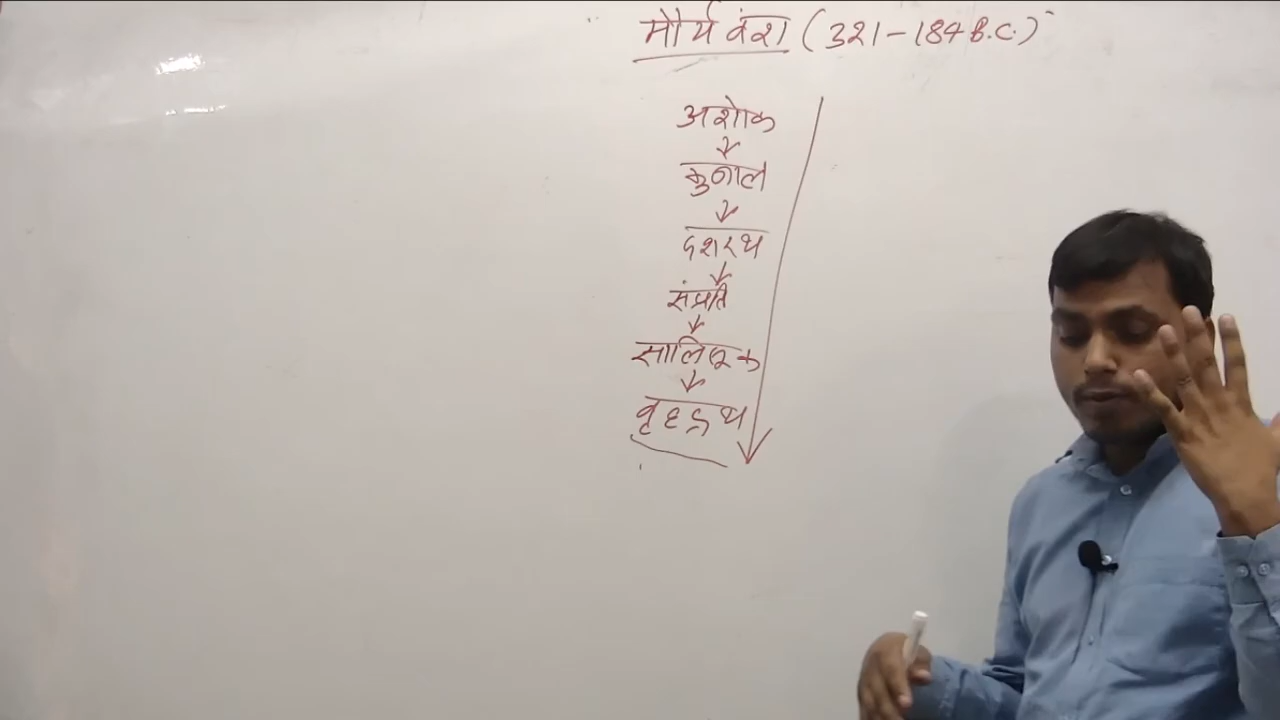 मौर्य वंश (321-184 B.C.)
अशोक
कुनाल
दशरथ
संप्रति
सालिशूक
वृहद्रथ